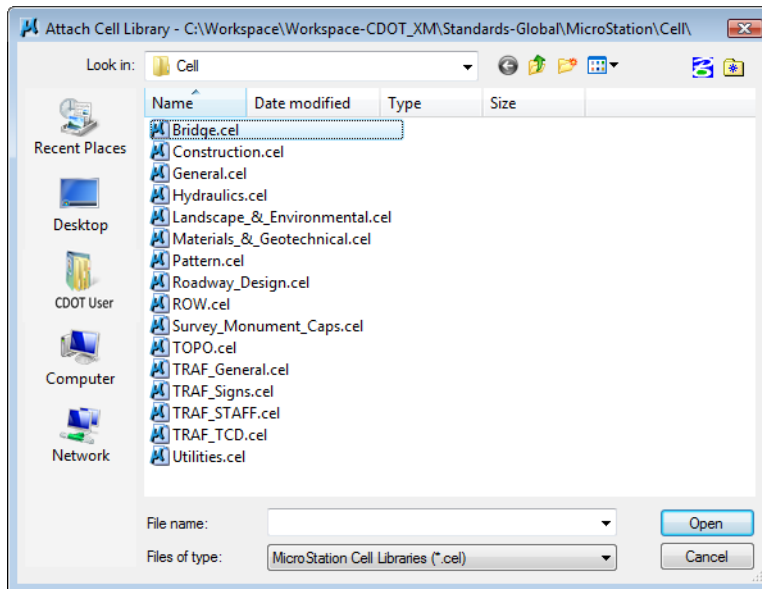 Attach Cell Library - C:\Workspace\Workspace-CDOT_XM\Standards-Global\MicroStation\Cell\
Look in: Cell
Name Date modified Type Size
Recent Places
Desktop
CDOT User
Computer
Network
Bridge.cel
Construction.cel
General.cel
Hydraulics.cel
Landscape_&_Environmental.cel
Materials_&_Geotechnical.cel
Pattern.cel
Roadway_Design.cel
ROW.cel
Survey_Monument_Caps.cel
TOPO.cel
TRAF_General.cel
TRAF_Signs.cel
TRAF_STAFF.cel
TRAF_TCD.cel
Utilities.cel
File name: Open
Files of type: MicroStation Cell Libraries (*.cel) Cancel